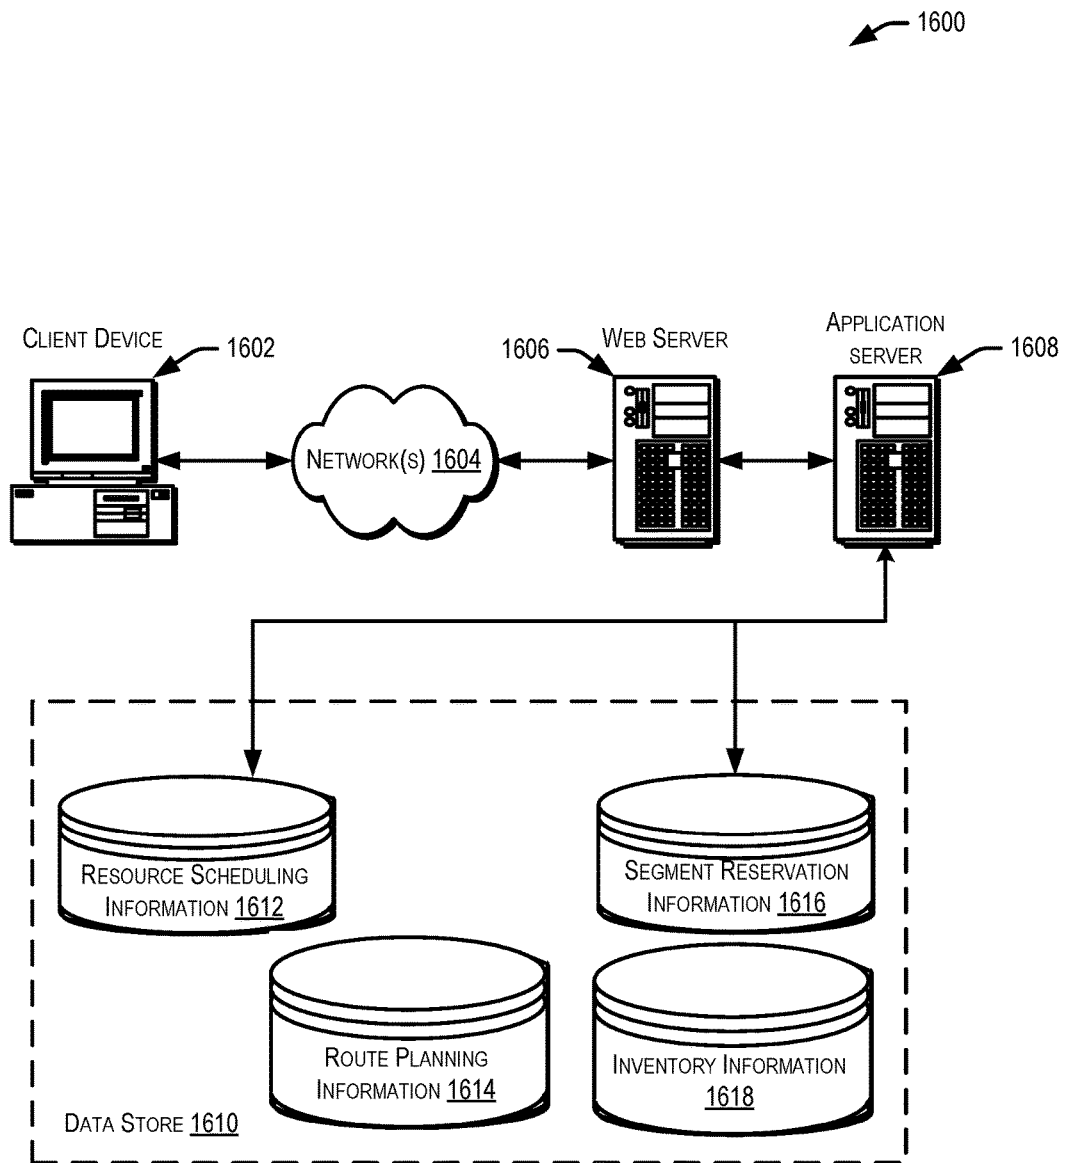 1600
CLIENT DEVICE
1602
1606
WEB SERVER
APPLICATION
SERVER
1608
NETWORK(S) 1604
RESOURCE SCHEDULING
INFORMATION 1612
SEGMENT RESERVATION
INFORMATION 1616
ROUTE PLANNING
INFORMATION 1614
INVENTORY INFORMATION
1618
DATA STORE 1610